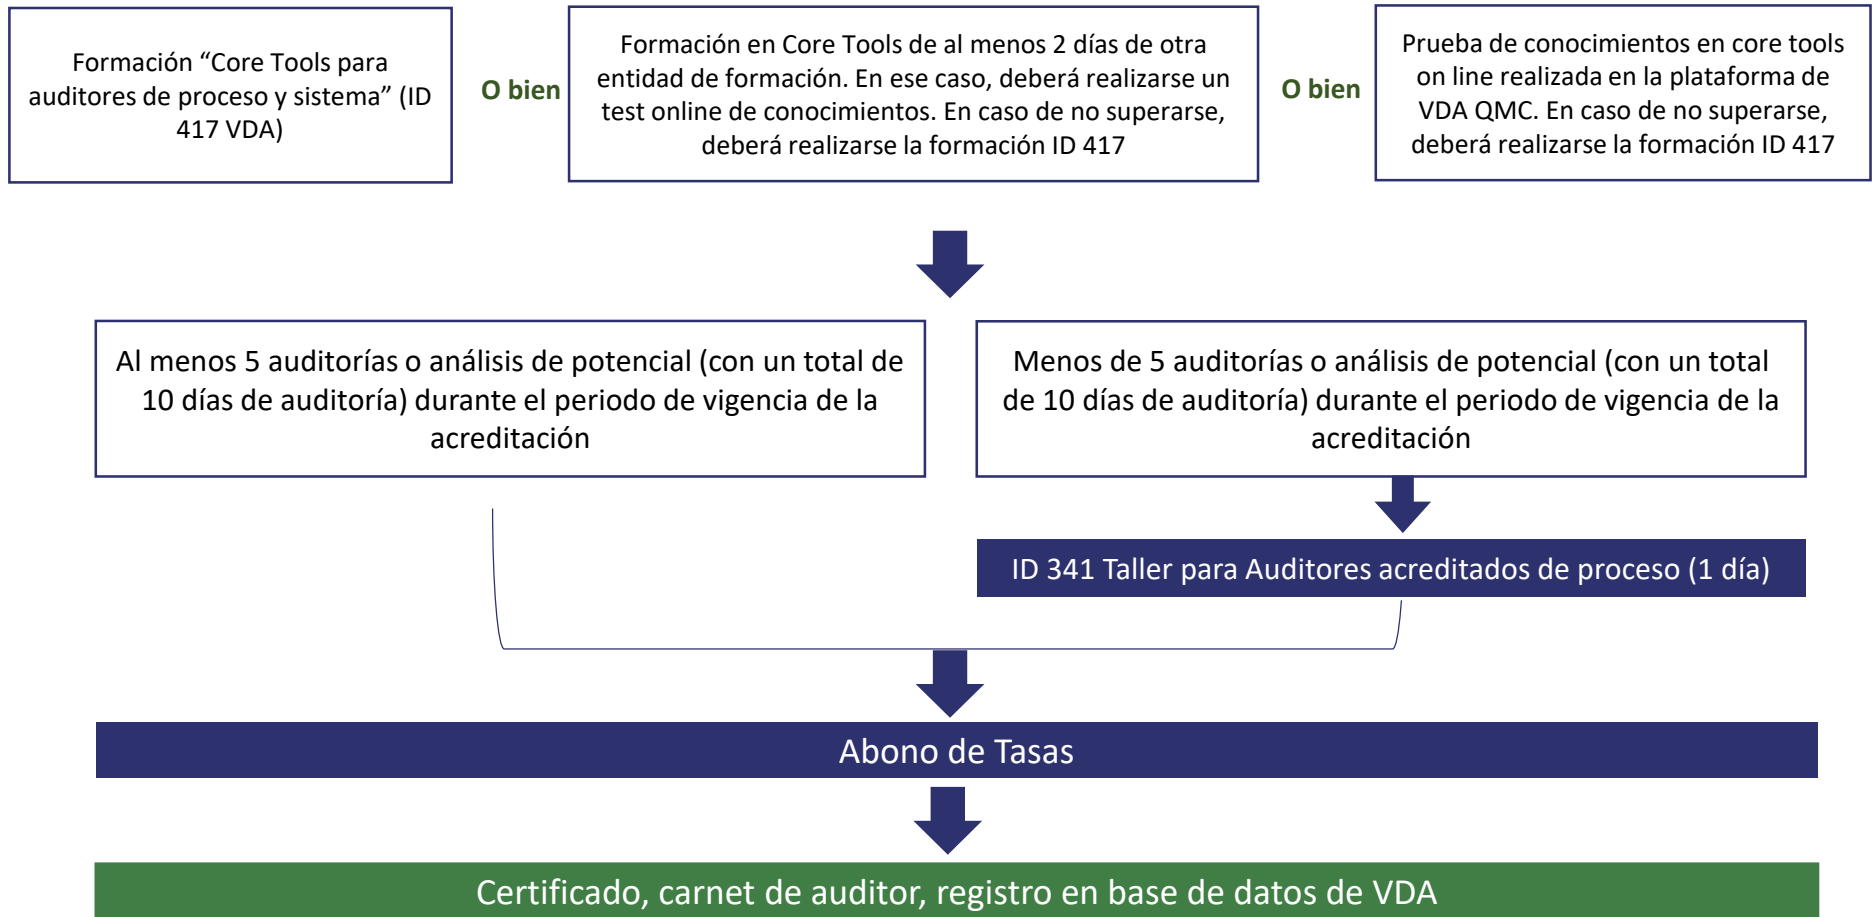 Formación “Core Tools para
auditores de proceso y sistema” (ID
417 VDA)
O bien
Formación en Core Tools de al menos 2 días de otra
entidad de formación. En ese caso, deberá realizarse un
test online de conocimientos. En caso de no superarse,
deberá realizarse la formación ID 417
O bien
Prueba de conocimientos en core tools
on line realizada en la plataforma de
VDA QMC. En caso de no superarse,
deberá realizarse la formación ID 417
Al menos 5 auditorías o análisis de potencial (con un total de
10 días de auditoría) durante el periodo de vigencia de la
acreditación
Menos de 5 auditorías o análisis de potencial (con un total
de 10 días de auditoría) durante el periodo de vigencia de la
acreditación
ID 341 Taller para Auditores acreditados de proceso (1 día)
Abono de Tasas
Certificado, carnet de auditor, registro en base de datos de VDA